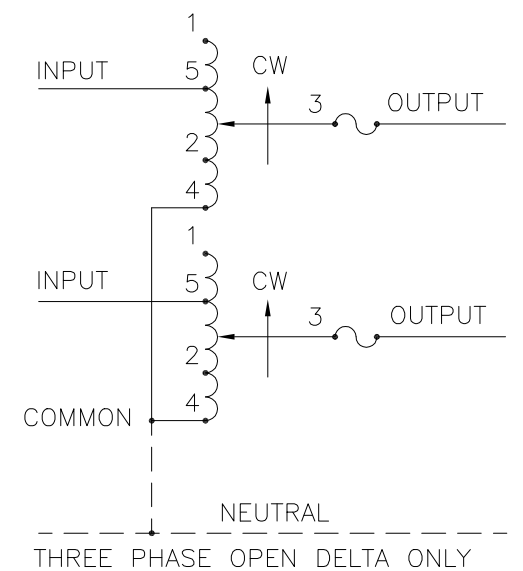 1
INPUT
5
CW
3
OUTPUT
2
4
1
INPUT
5
CW
3
OUTPUT
2
4
COMMON
NEUTRAL
THREE PHASE OPEN DELTA ONLY